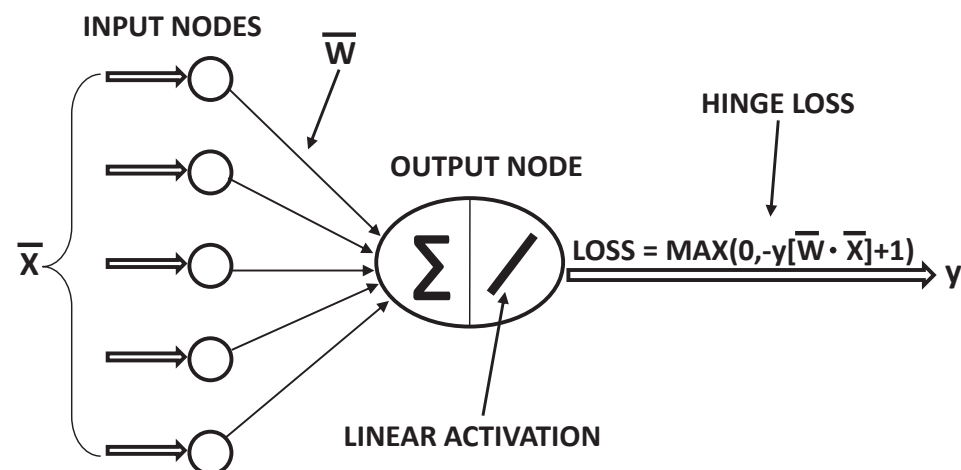 INPUT NODES
W̅
HINGE LOSS
OUTPUT NODE
X̅
Σ
LOSS = MAX(0,-y[W̅ · X̅]+1)
y
LINEAR ACTIVATION